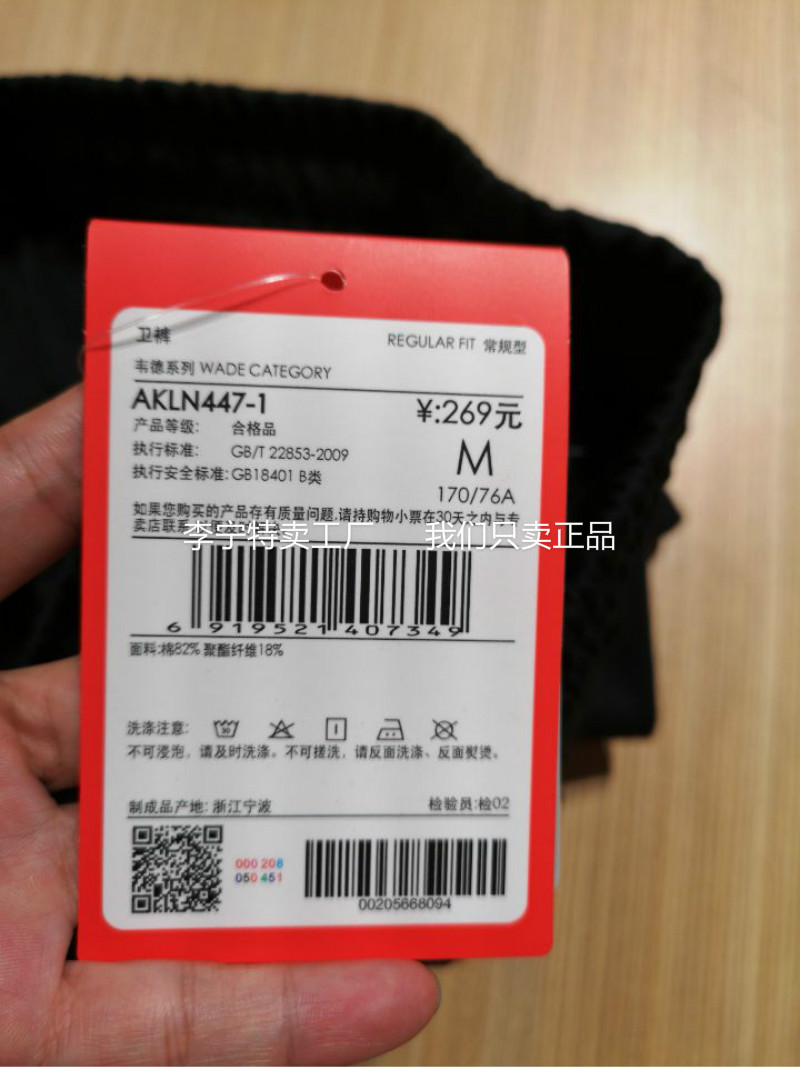 卫裤
REGULAR FIT 常规型
韦德系列 WADE CATEGORY
AKLN447-1
¥:269元
产品等级: 合格品
执行标准: GB/T 22853-2009
M
执行安全标准: GB18401 B类
170/76A
如果您购买的产品存有质量问题,请持购物小票在30天之内与专
卖店联系
李宁特卖工厂 我们只卖正品
6 919521 407349
面料:棉82% 聚酯纤维18%
洗涤注意:
30
不可浸泡，请及时洗涤。不可搓洗，请反面洗涤、反面熨烫。
制成品产地: 浙江宁波
检验员:检02
000 208
050 451
00205668094